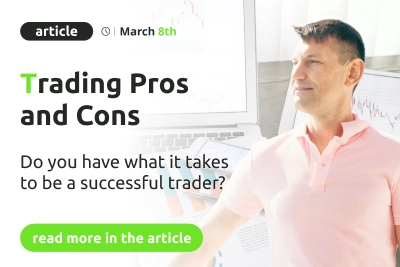 article
March 8th
Trading Pros
and Cons
Do you have what it takes
to be a successful trader?
read more in the article